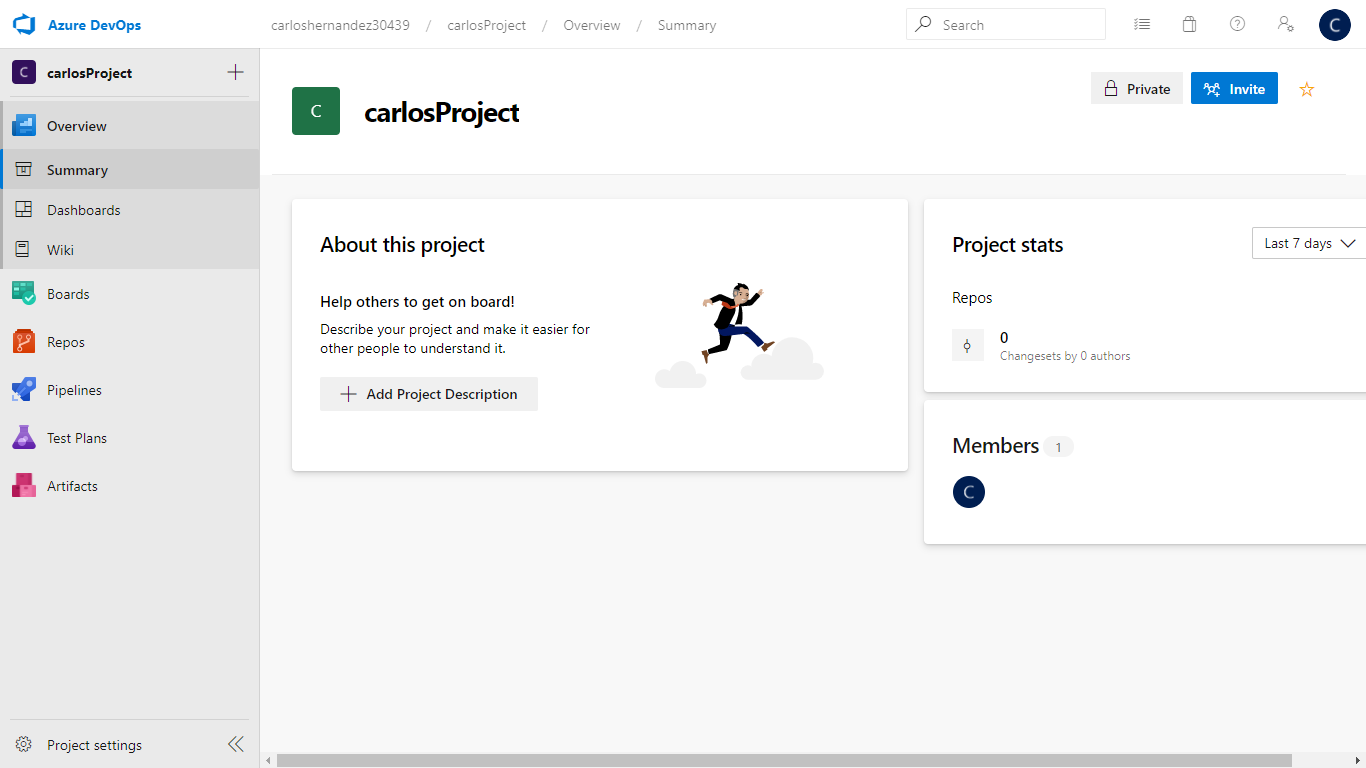 Azure DevOps
carloshernandez30439 / carlosProject / Overview / Summary
Search
C
C carlosProject
Overview
Summary
Dashboards
Wiki
Boards
Repos
Pipelines
Test Plans
Artifacts
Project settings
C carlosProject
Private
Invite
About this project
Help others to get on board!
Describe your project and make it easier for
other people to understand it.
Add Project Description
Project stats
Last 7 days
Repos
0
Changesets by 0 authors
Members 1
C